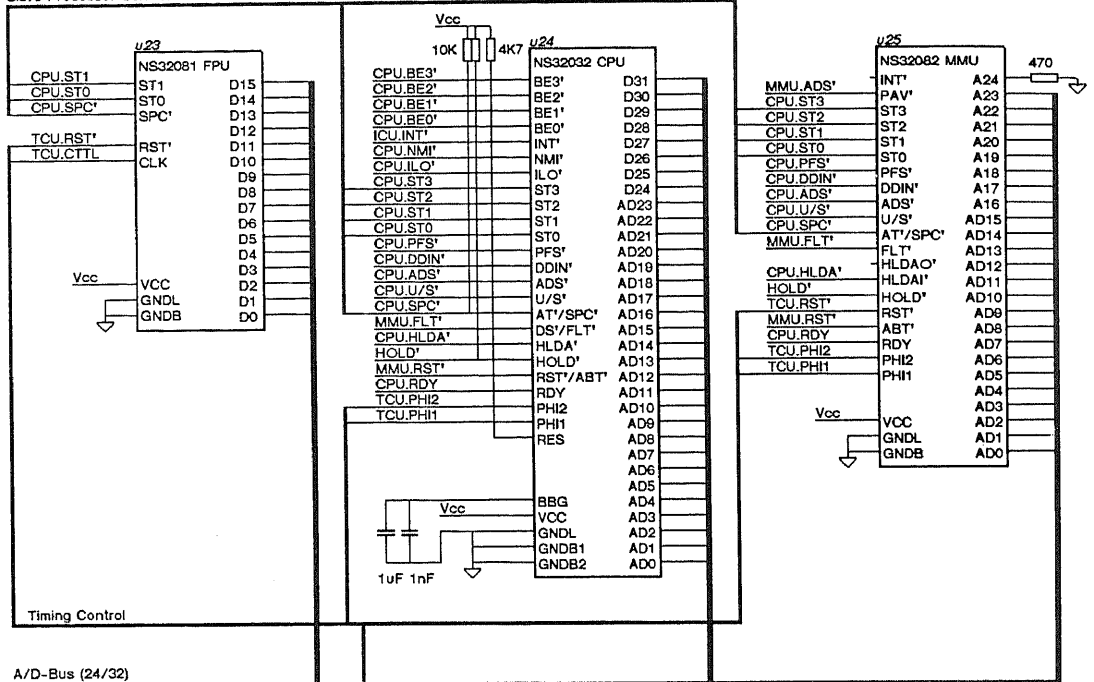 u23
NS32081 FPU
CPU.ST1
CPU.ST0
CPU.SPC'
TCU.RST'
TCU.CTTL
Vcc
ST1
ST0
SPC'
RST'
CLK
VCC
GNDL
GNDB
D15
D14
D13
D12
D11
D10
D9
D8
D7
D6
D5
D4
D3
D2
D1
D0
Vcc
10K
4K7
u24
NS32032 CPU
CPU.BE3'
CPU.BE2'
CPU.BE1'
CPU.BE0'
ICU.INT'
CPU.NMI'
CPU.ILO'
CPU.ST3
CPU.ST2
CPU.ST1
CPU.ST0
CPU.PFS'
CPU.DDIN'
CPU.ADS'
CPU.U/S'
CPU.SPC'
MMU.FLT'
CPU.HLDA'
HOLD'
MMU.RST'
CPU.RDY
TCU.PHI2
TCU.PHI1
Vcc
1uF 1nF
BE3'
BE2'
BE1'
BE0'
INT'
NMI'
ILO'
ST3
ST2
ST1
ST0
PFS'
DDIN'
ADS'
U/S'
AT'/SPC'
DS'/FLT'
HLDA'
HOLD'
RST'/ABT'
RDY
PHI2
PHI1
RES
BBG
VCC
GNDL
GNDB1
GNDB2
D31
D30
D29
D28
D27
D26
D25
D24
AD23
AD22
AD21
AD20
AD19
AD18
AD17
AD16
AD15
AD14
AD13
AD12
AD11
AD10
AD9
AD8
AD7
AD6
AD5
AD4
AD3
AD2
AD1
AD0
u25
NS32082 MMU
470
MMU.ADS'
CPU.ST3
CPU.ST2
CPU.ST1
CPU.ST0
CPU.PFS'
CPU.DDIN'
CPU.ADS'
CPU.U/S'
CPU.SPC'
MMU.FLT'
CPU.HLDA'
HOLD'
TCU.RST'
MMU.RST'
CPU.RDY
TCU.PHI2
TCU.PHI1
Vcc
INT'
PAV'
ST3
ST2
ST1
ST0
PFS'
DDIN'
ADS'
U/S'
AT'/SPC'
FLT'
HLDAO'
HLDAI'
HOLD'
RST'
ABT'
RDY
PHI2
PHI1
VCC
GNDL
GNDB
A24
A23
A22
A21
A20
A19
A18
A17
A16
AD15
AD14
AD13
AD12
AD11
AD10
AD9
AD8
AD7
AD6
AD5
AD4
AD3
AD2
AD1
AD0
Timing Control
A/D-Bus (24/32)